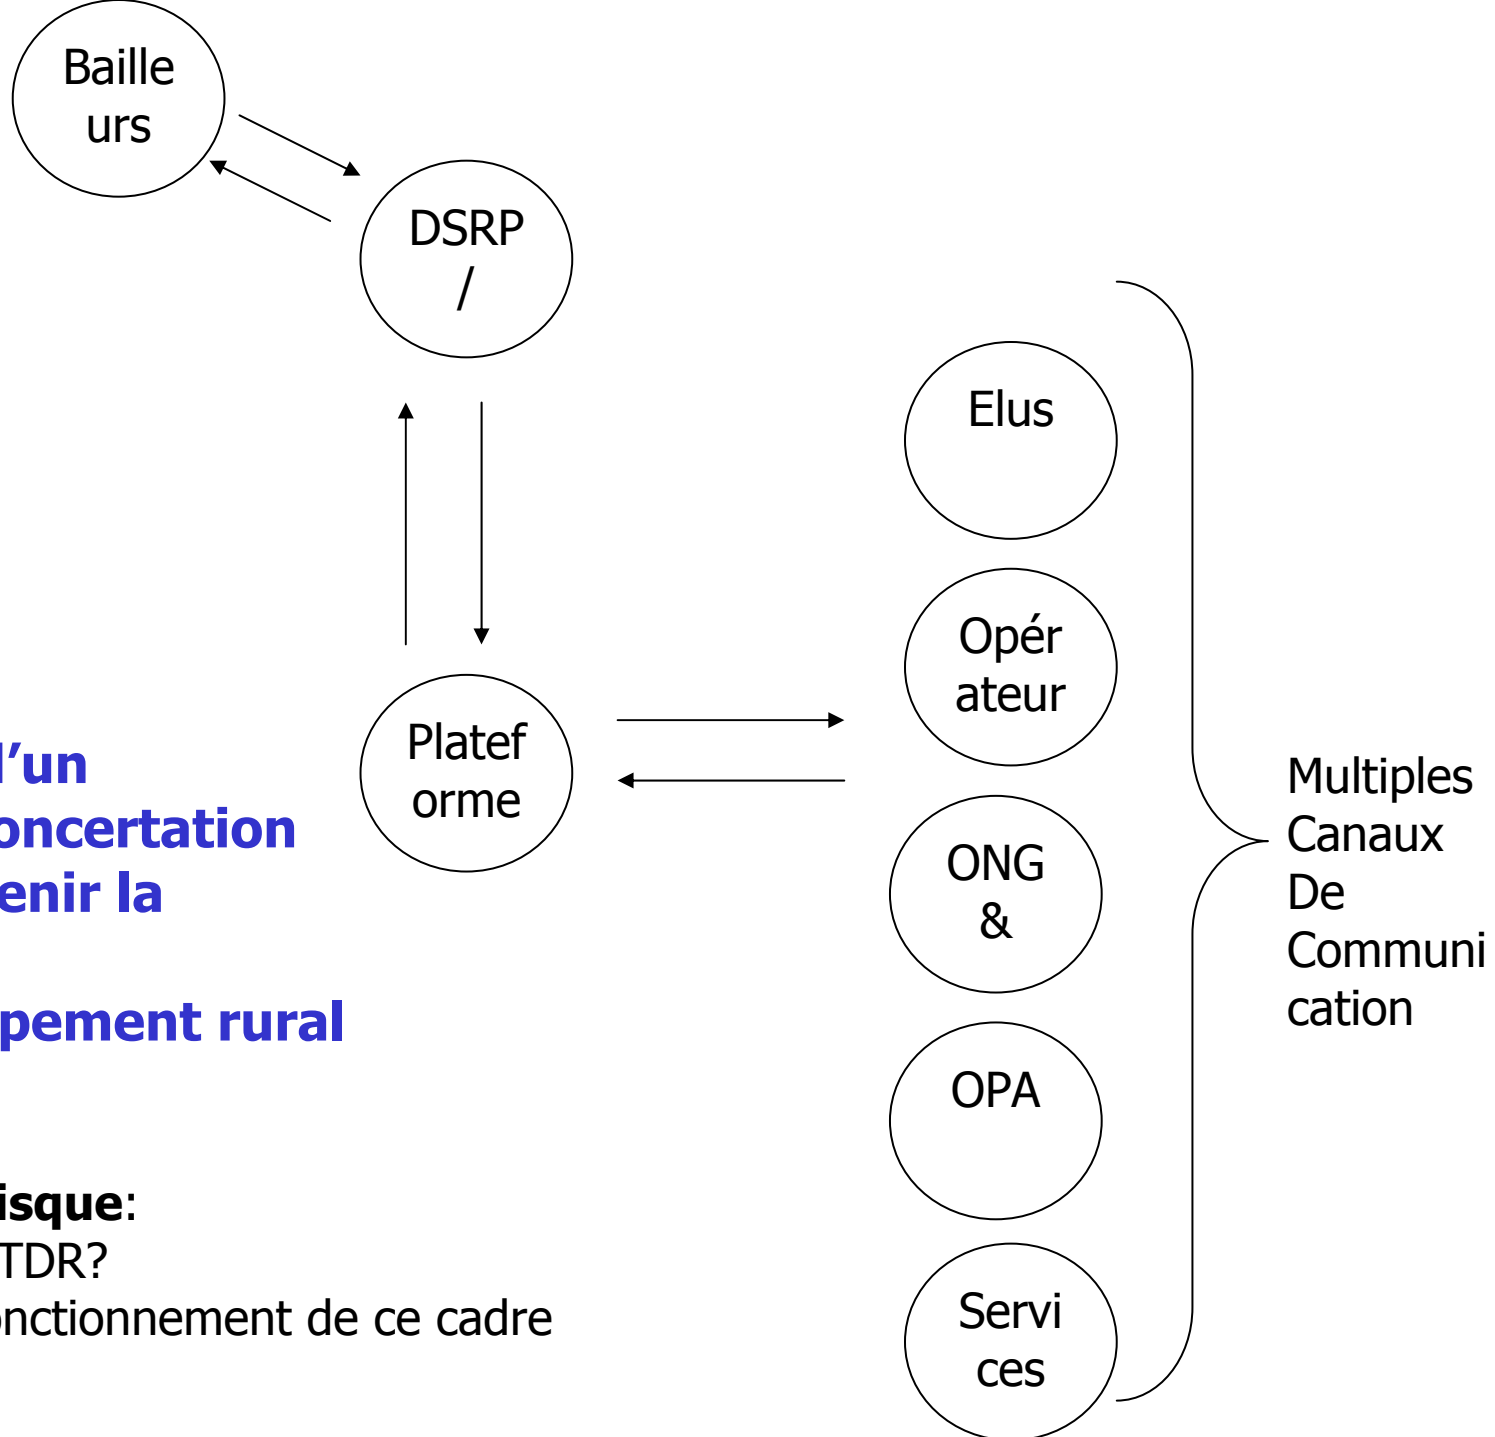 Baille
urs
DSRP
/
Elus
Opér
ateur
Platef
orme
l’un
oncertation
enir la
pement rural
ONG
&
OPA
Servi
ces
Multiples
Canaux
De
Communi
cation
isque:
TDR?
onctionnement de ce cadre